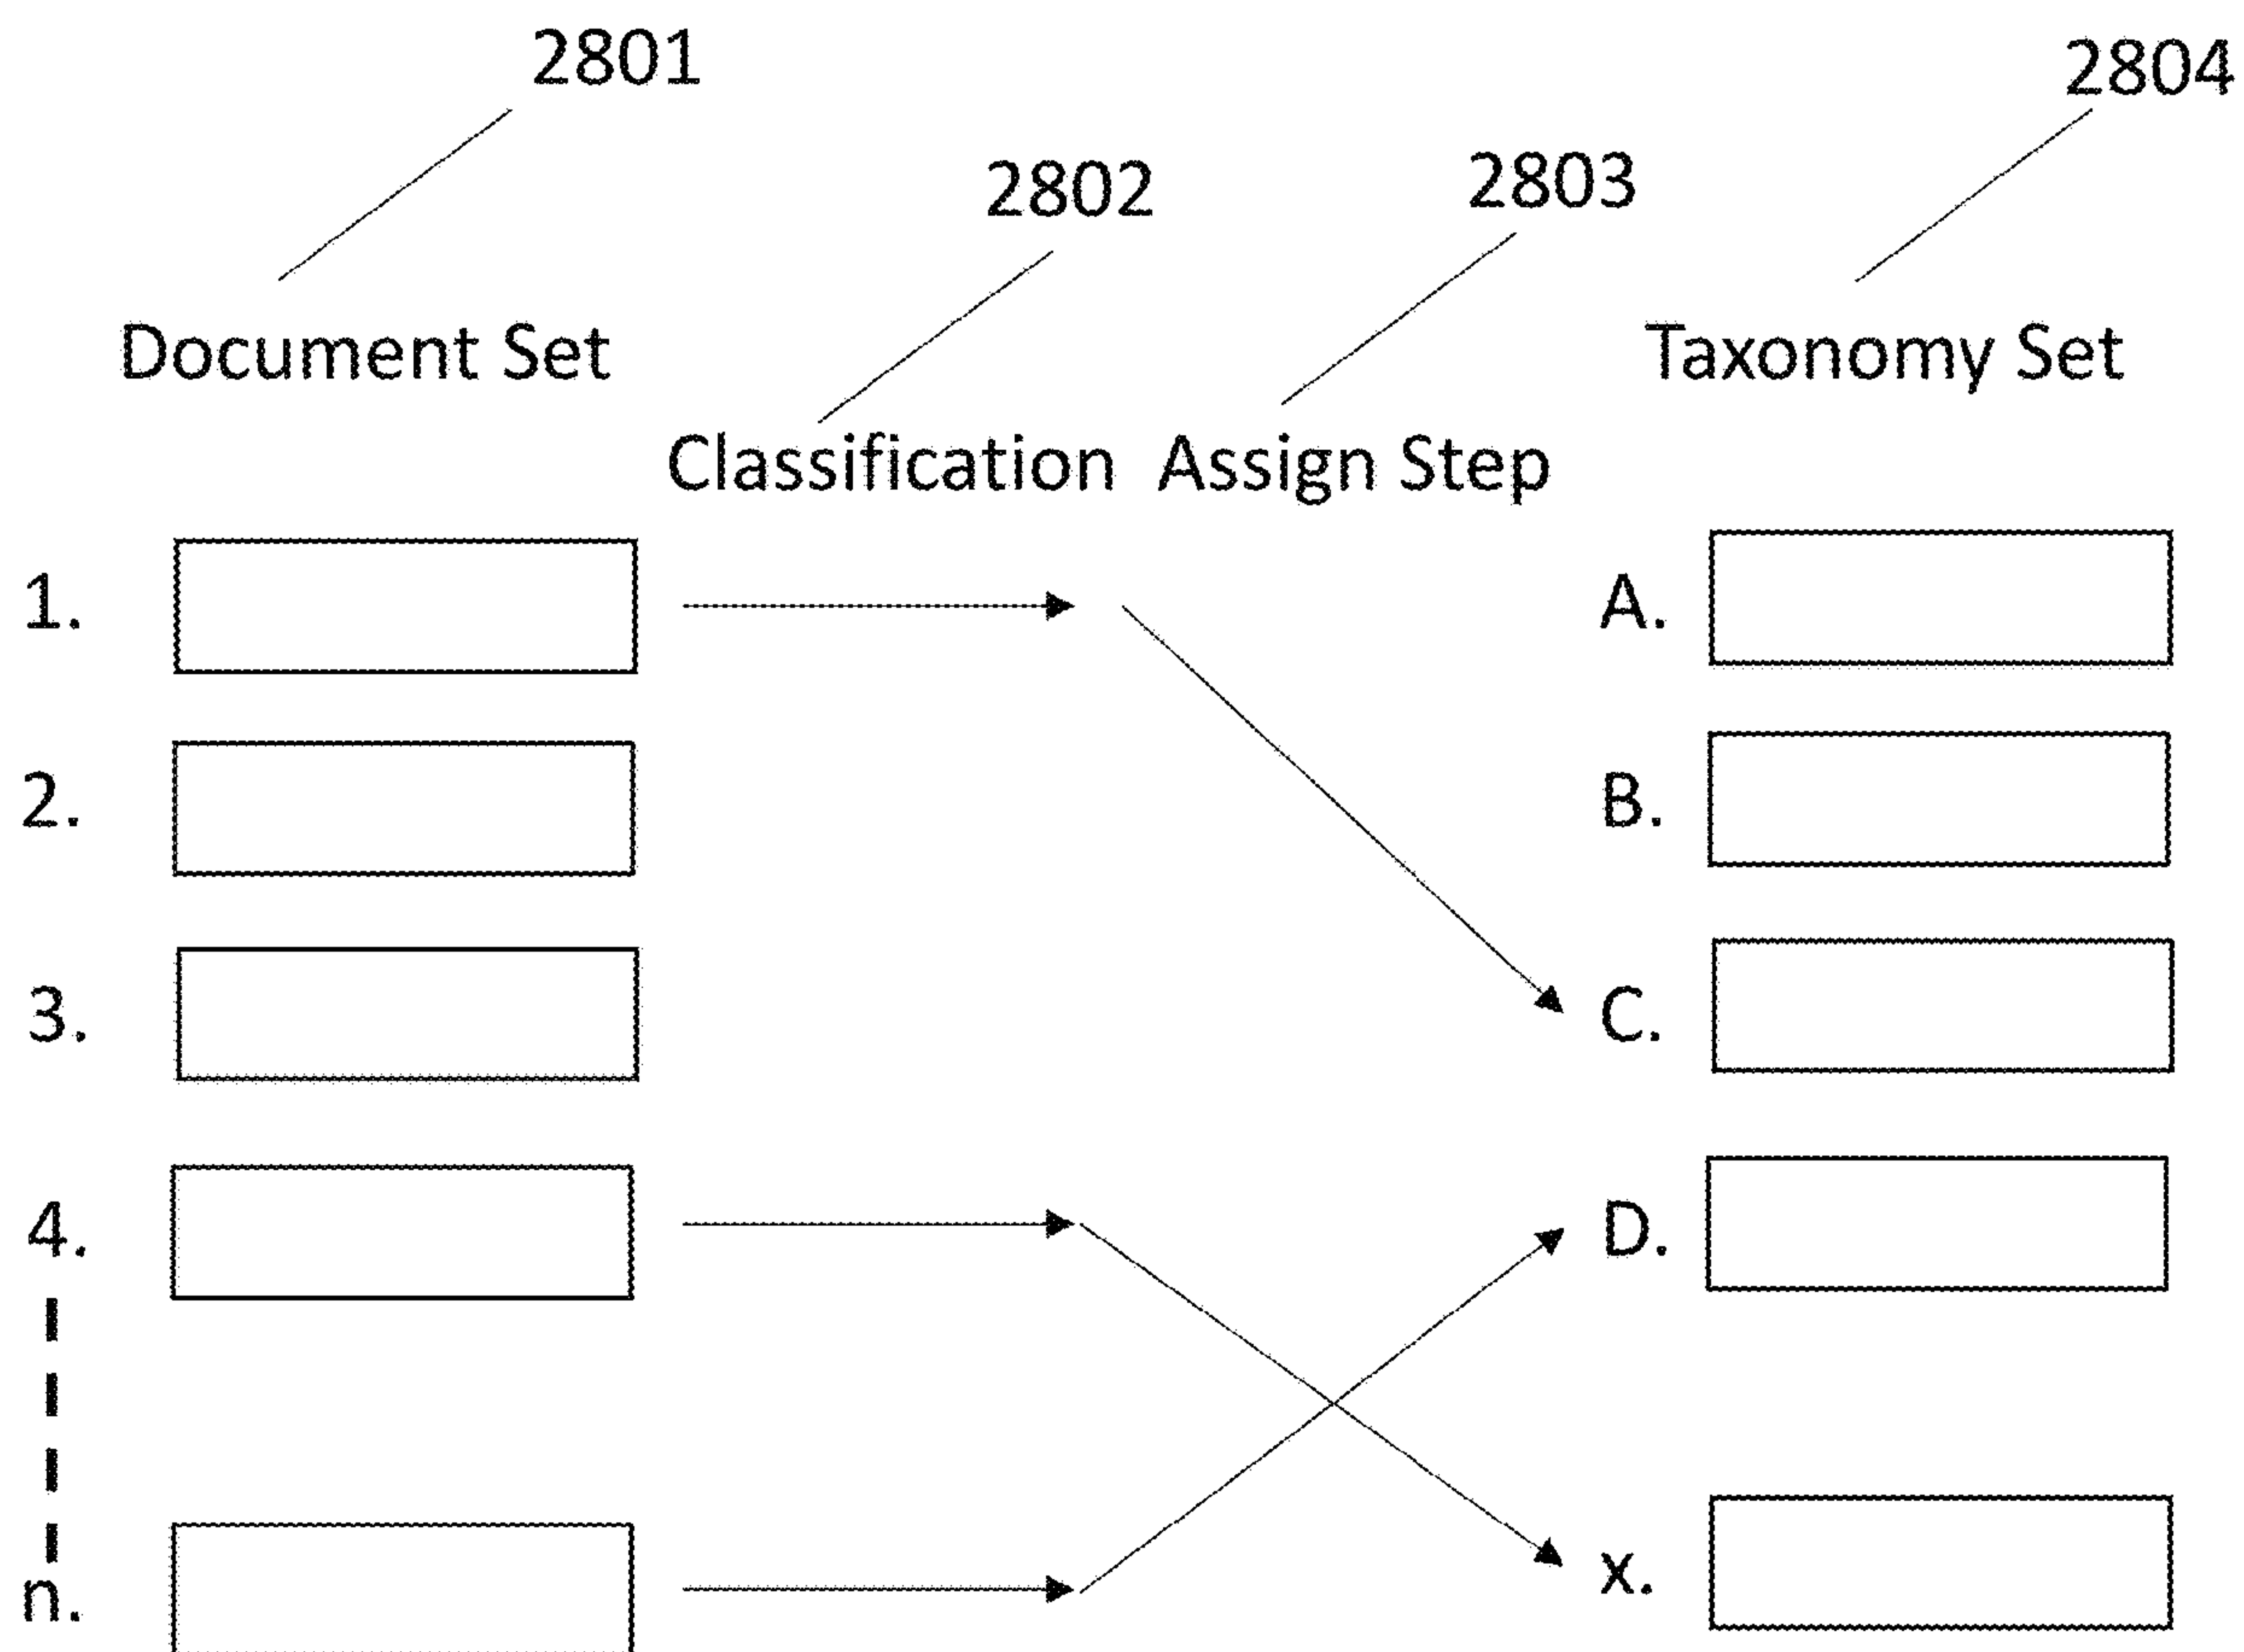 2801
2804
2802
2803
Document Set
Taxonomy Set
Classification
Assign Step
1.
A.
2.
B.
3.
C.
4.
D.
n.
x.